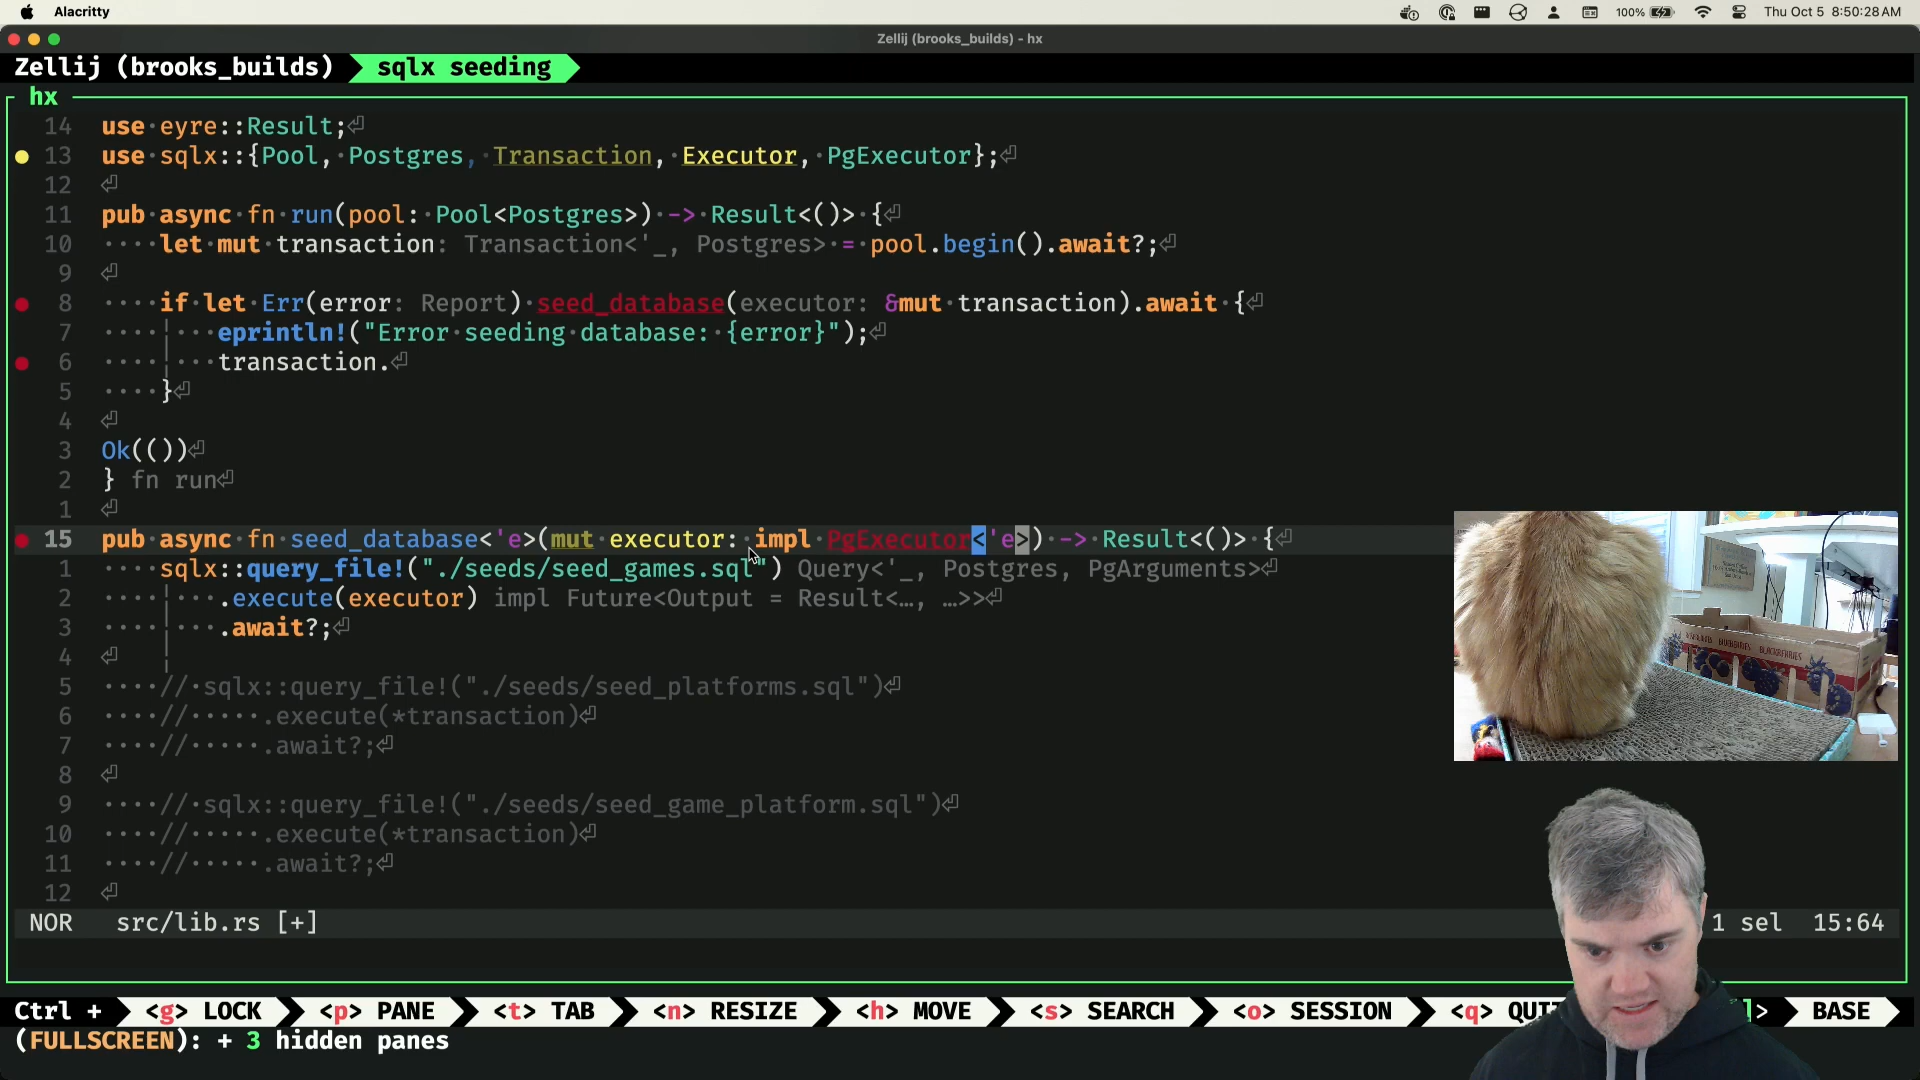 Alacritty
100%
Thu Oct 5 8:50:28 AM
Zellij (brooks_builds) - hx
Zellij (brooks_builds) sqlx seeding
hx
14 use·eyre::Result;⏎
13 use·sqlx::{Pool,·Postgres,·Transaction,·Executor,·PgExecutor};⏎
12 ⏎
11 pub·async·fn·run(pool:·Pool<Postgres>)·->·Result<()>·{⏎
10 ····let·mut·transaction: Transaction<'_, Postgres>·=·pool.begin().await?;⏎
9 ⏎
8 ····if·let·Err(error: Report)·seed_database(executor: &mut·transaction).await·{⏎
7 ········eprintln!("Error·seeding·database:·{error}");⏎
6 ········transaction.⏎
5 ····}⏎
4 ⏎
3 Ok(())⏎
2 } fn run⏎
1 ⏎
15 pub·async·fn·seed_database<'e>(mut·executor:·impl·PgExecutor<'e>)·->·Result<()>·{⏎
1 ····sqlx::query_file!("./seeds/seed_games.sql") Query<'_, Postgres, PgArguments>⏎
2 ········.execute(executor) impl Future<Output = Result<…, …>>⏎
3 ········.await?;⏎
4 ⏎
5 ····//·sqlx::query_file!("./seeds/seed_platforms.sql")⏎
6 ····//·····.execute(*transaction)⏎
7 ····//·····.await?;⏎
8 ⏎
9 ····//·sqlx::query_file!("./seeds/seed_game_platform.sql")⏎
10 ····//·····.execute(*transaction)⏎
11 ····//·····.await?;⏎
12 ⏎
NOR src/lib.rs [+] 1 sel 15:64
Ctrl + <g> LOCK <p> PANE <t> TAB <n> RESIZE <h> MOVE <s> SEARCH <o> SESSION <q> BASE
(FULLSCREEN): + 3 hidden panes